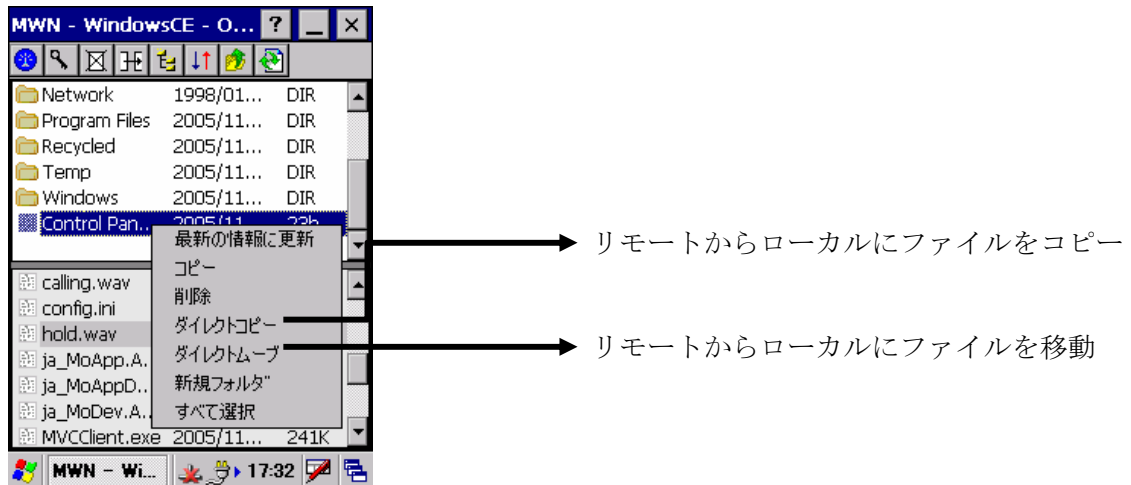 MWN - WindowsCE - O... ?
Network 1998/01... DIR
Program Files 2005/11... DIR
Recycled 2005/11... DIR
Temp 2005/11... DIR
Windows 2005/11... DIR
Control Pan... 2005/11... 23b
最新の情報に更新
コピー
削除
ダイレクトコピー
ダイレクトムーブ
新規フォルダ
すべて選択
リモートからローカルにファイルをコピー
リモートからローカルにファイルを移動
calling.wav
config.ini
hold.wav
ja_MoApp.A..
ja_MoAppD..
ja_MoDev.A..
MVCClient.exe 2005/11... 241K
MWN - Wi... 17:32